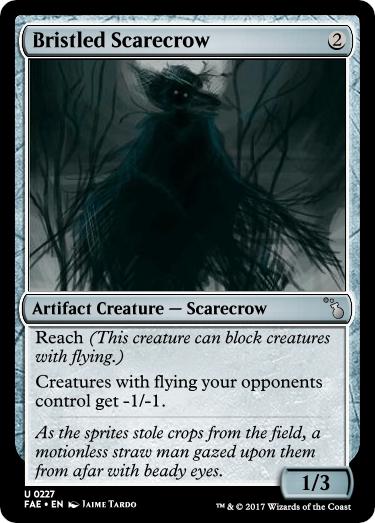 Bristled Scarecrow 2
Artifact Creature — Scarecrow
Reach (This creature can block creatures
with flying.)
Creatures with flying your opponents
control get -1/-1.
As the sprites stole crops from the field, a
motionless straw man gazed upon them
from afar with beady eyes.
1/3
U 0227
FAE • EN Jaime Tardo
™ & © 2017 Wizards of the Coast